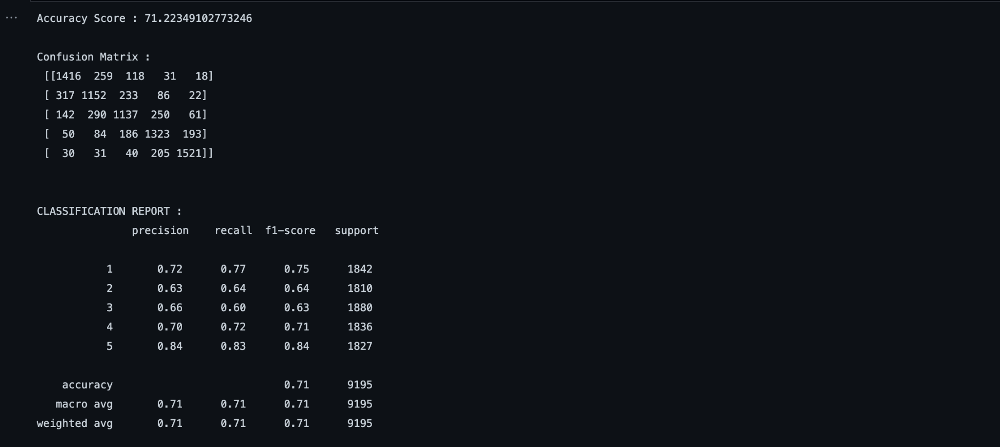 Accuracy Score : 71.22349102773246
Confusion Matrix :
[[1416 259 118 31 18]
[ 317 1152 233 86 22]
[ 142 290 1137 250 61]
[ 50 84 186 1323 193]
[ 30 31 40 205 1521]]
CLASSIFICATION REPORT :
precision recall f1-score support
1 0.72 0.77 0.75 1842
2 0.63 0.64 0.64 1810
3 0.66 0.60 0.63 1880
4 0.70 0.72 0.71 1836
5 0.84 0.83 0.84 1827
accuracy 0.71 9195
macro avg 0.71 0.71 0.71 9195
weighted avg 0.71 0.71 0.71 9195